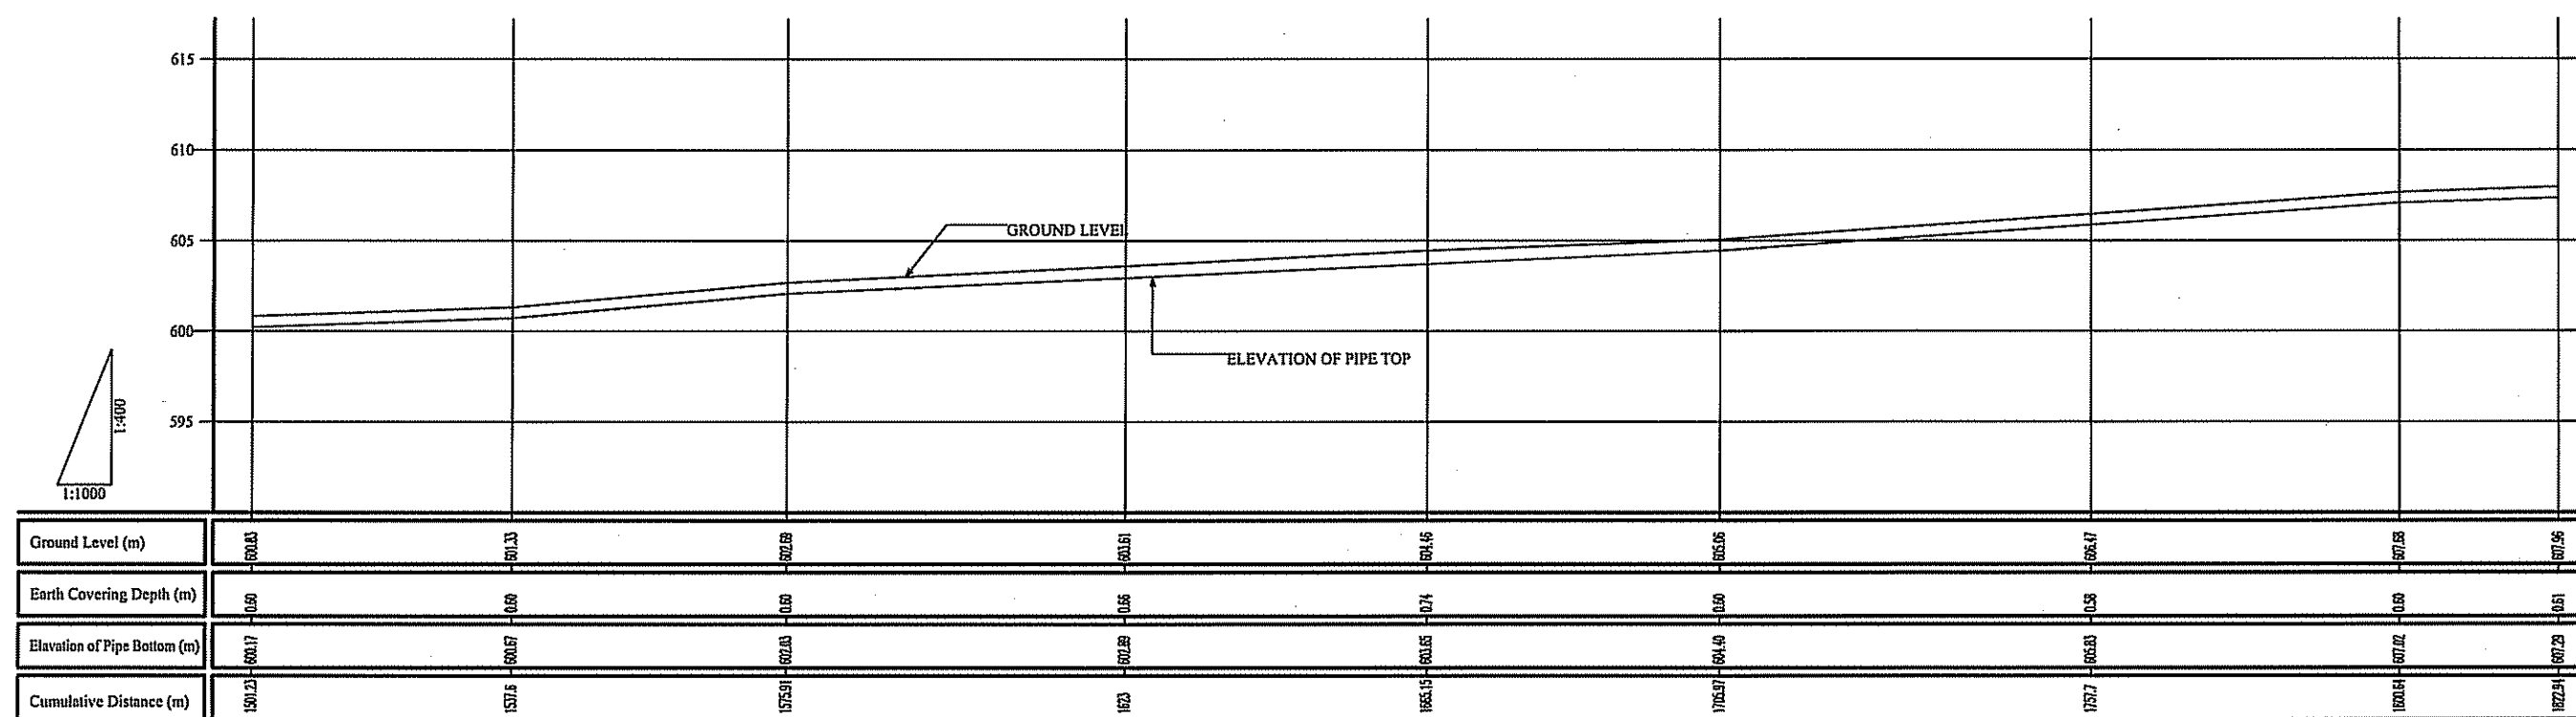 615
610
605
600
595
GROUND LEVEL
ELEVATION OF PIPE TOP
1:400
1:1000
Ground Level (m) 600.83 601.33 602.69 603.61 604.46 605.06 606.47 607.68 607.96
Earth Covering Depth (m) 0.60 0.60 0.60 0.66 0.74 0.60 0.58 0.60 0.61
Elavation of Pipe Bottom (m) 600.17 600.67 602.03 602.89 603.65 604.40 605.83 607.02 607.29
Cumulative Distance (m) 1501.23 1537.6 1575.91 1623 1665.15 1705.97 1757.7 1800.64 1822.94